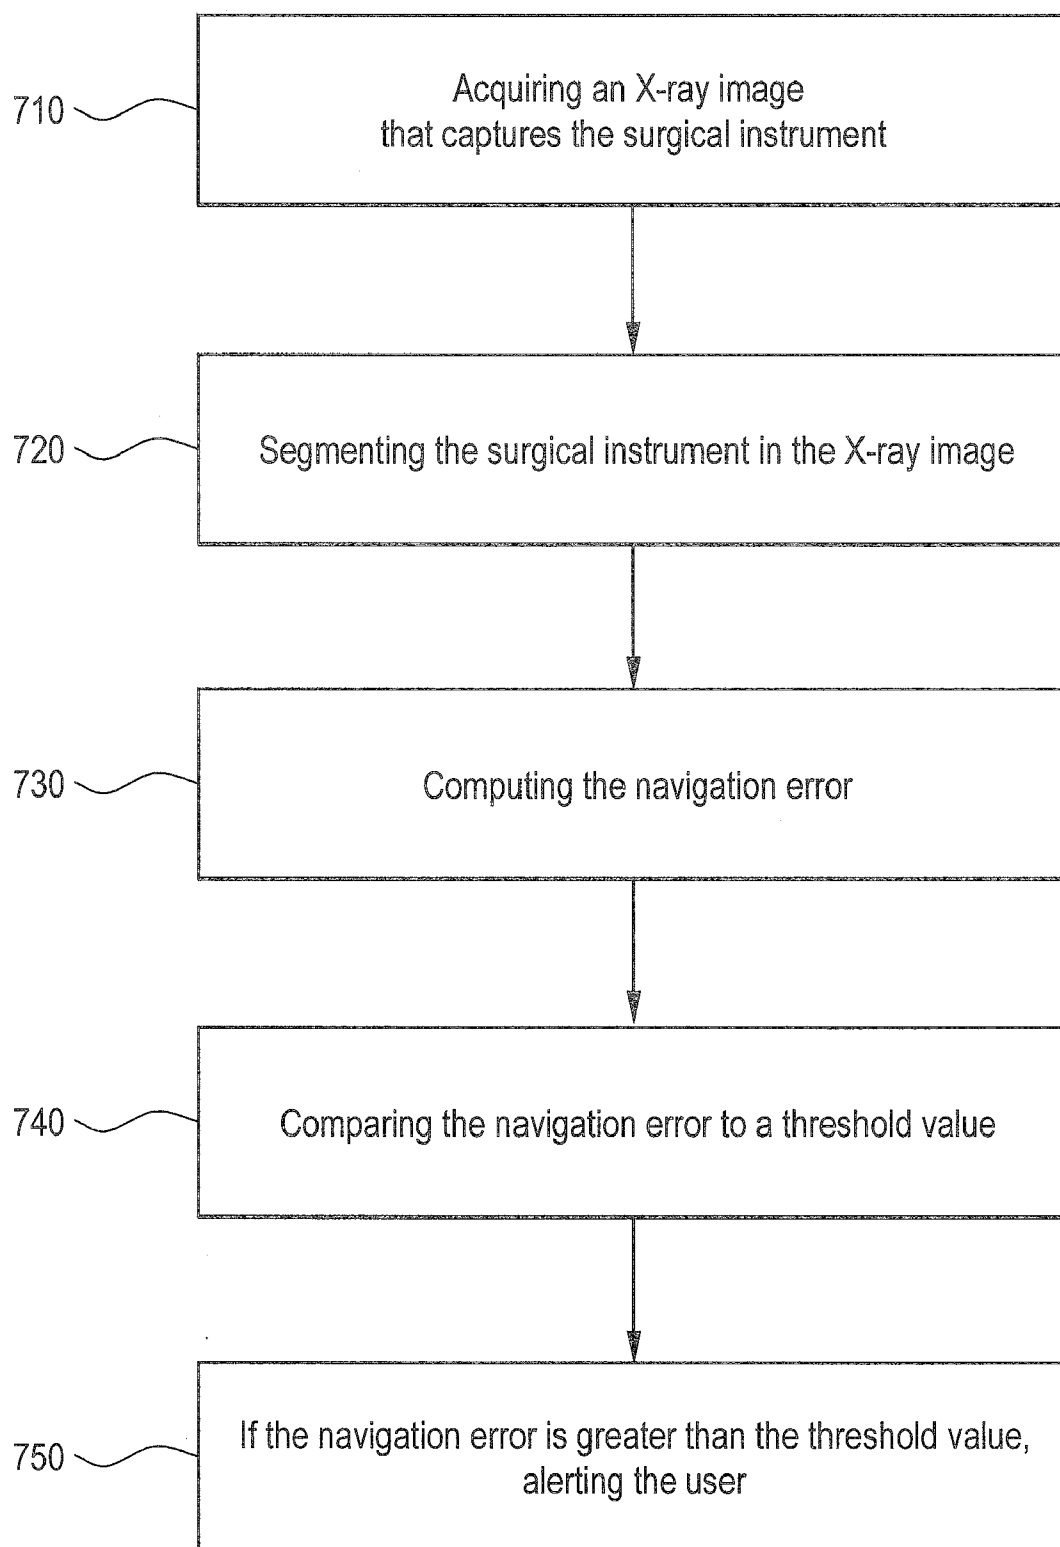 710
Acquiring an X-ray image
that captures the surgical instrument
720
Segmenting the surgical instrument in the X-ray image
730
Computing the navigation error
740
Comparing the navigation error to a threshold value
750
If the navigation error is greater than the threshold value,
alerting the user